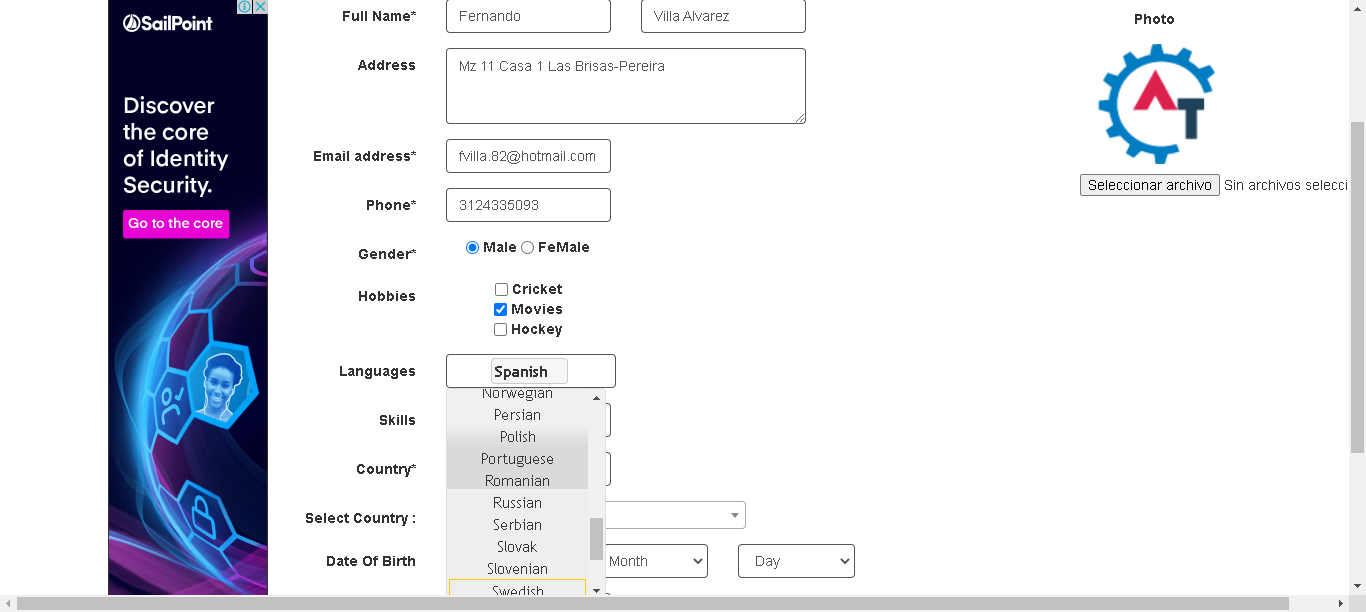 SailPoint
Discover
the core
of Identity
Security.
Go to the core
Full Name*
Fernando
Villa Alvarez
Address
Mz 11 Casa 1 Las Brisas-Pereira
Email address*
fvilla.82@hotmail.com
Phone*
3124335093
Gender*
Male
FeMale
Hobbies
Cricket
Movies
Hockey
Languages
Spanish
Norwegian
Persian
Polish
Portuguese
Romanian
Russian
Serbian
Slovak
Slovenian
Swedish
Skills
Country*
Select Country :
Date Of Birth
Month
Day
Photo
AT
Seleccionar archivo
Sin archivos selecci